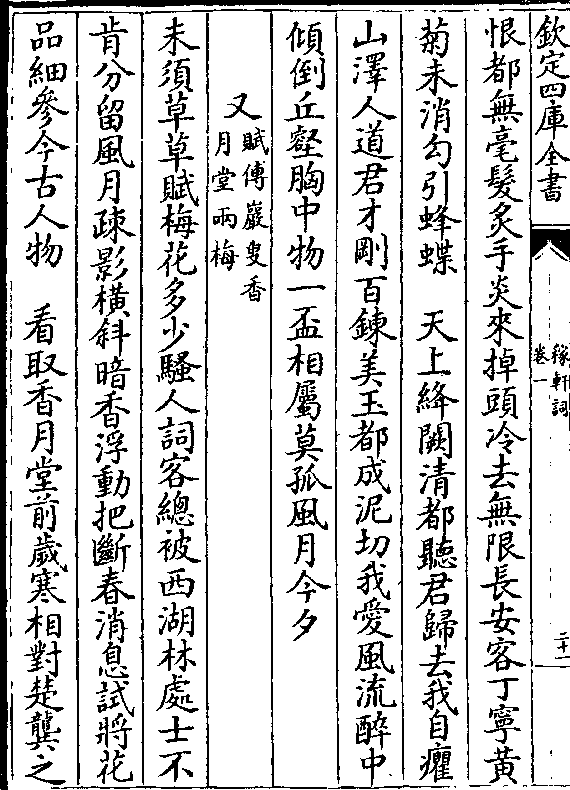 欽定四庫全書
稼軒詞
卷一
二十一
恨都無毫髮炙手炎來掉頭冷去無限長安客丁寧黃
菊未消勾引蜂蝶　天上絳闕清都聽君歸去我自癯
山澤人道君才剛百鍊美玉都成泥切我愛風流醉中
傾倒丘壑胸中物一盃相屬莫孤風月今夕
又賦傅巖叟香
月堂兩梅
未須草草賦梅花多少騷人詞客總被西湖林處士不
肯分留風月疎影橫斜暗香浮動把斷春消息試將花
品細參今古人物　看取香月堂前歲寒相對楚龔之